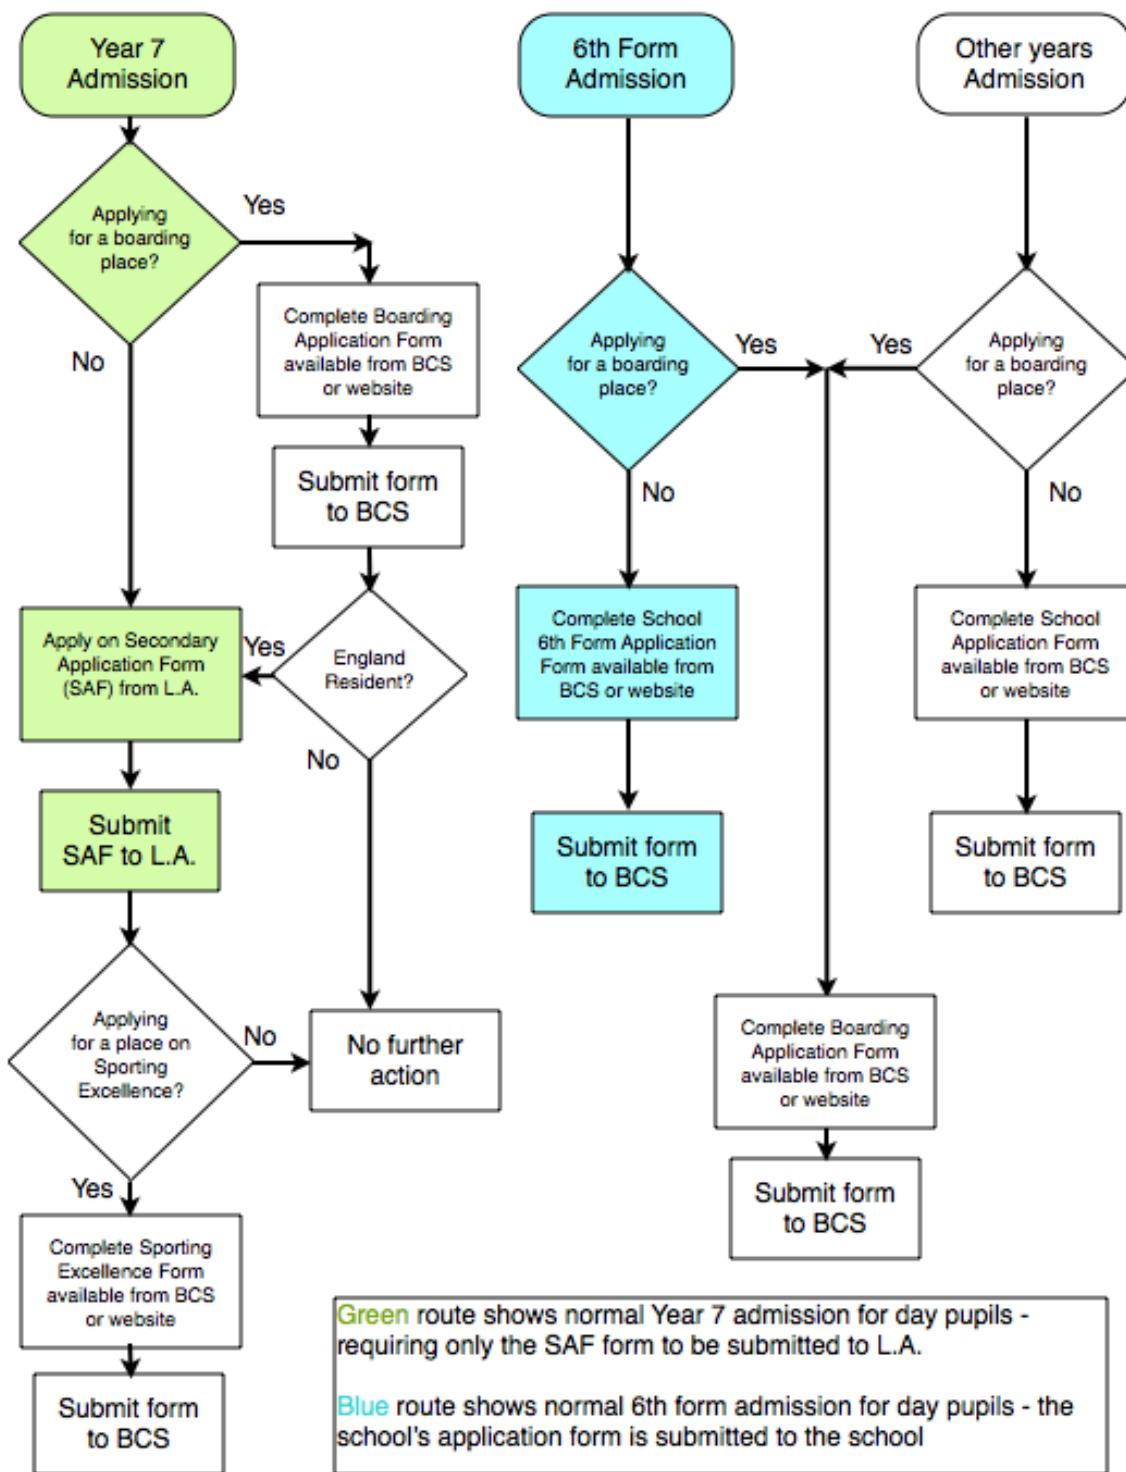 Year 7
Admission
6th Form
Admission
Other years
Admission
Applying
for a boarding
place?
Yes
No
Complete Boarding
Application Form
available from BCS
or website
Submit form
to BCS
England
Resident?
Yes
No
Apply on Secondary
Application Form
(SAF) from L.A.
Submit
SAF to L.A.
Applying
for a place on
Sporting
Excellence?
No
No further
action
Yes
Complete Sporting
Excellence Form
available from BCS
or website
Submit form
to BCS
Applying
for a boarding
place?
Yes
No
Complete School
6th Form Application
Form available from
BCS or website
Submit form
to BCS
Applying
for a boarding
place?
Yes
No
Complete School
Application Form
available from BCS
or website
Submit form
to BCS
Complete Boarding
Application Form
available from BCS
or website
Submit form
to BCS
Green route shows normal Year 7 admission for day pupils -
requiring only the SAF form to be submitted to L.A.
Blue route shows normal 6th form admission for day pupils - the
school's application form is submitted to the school